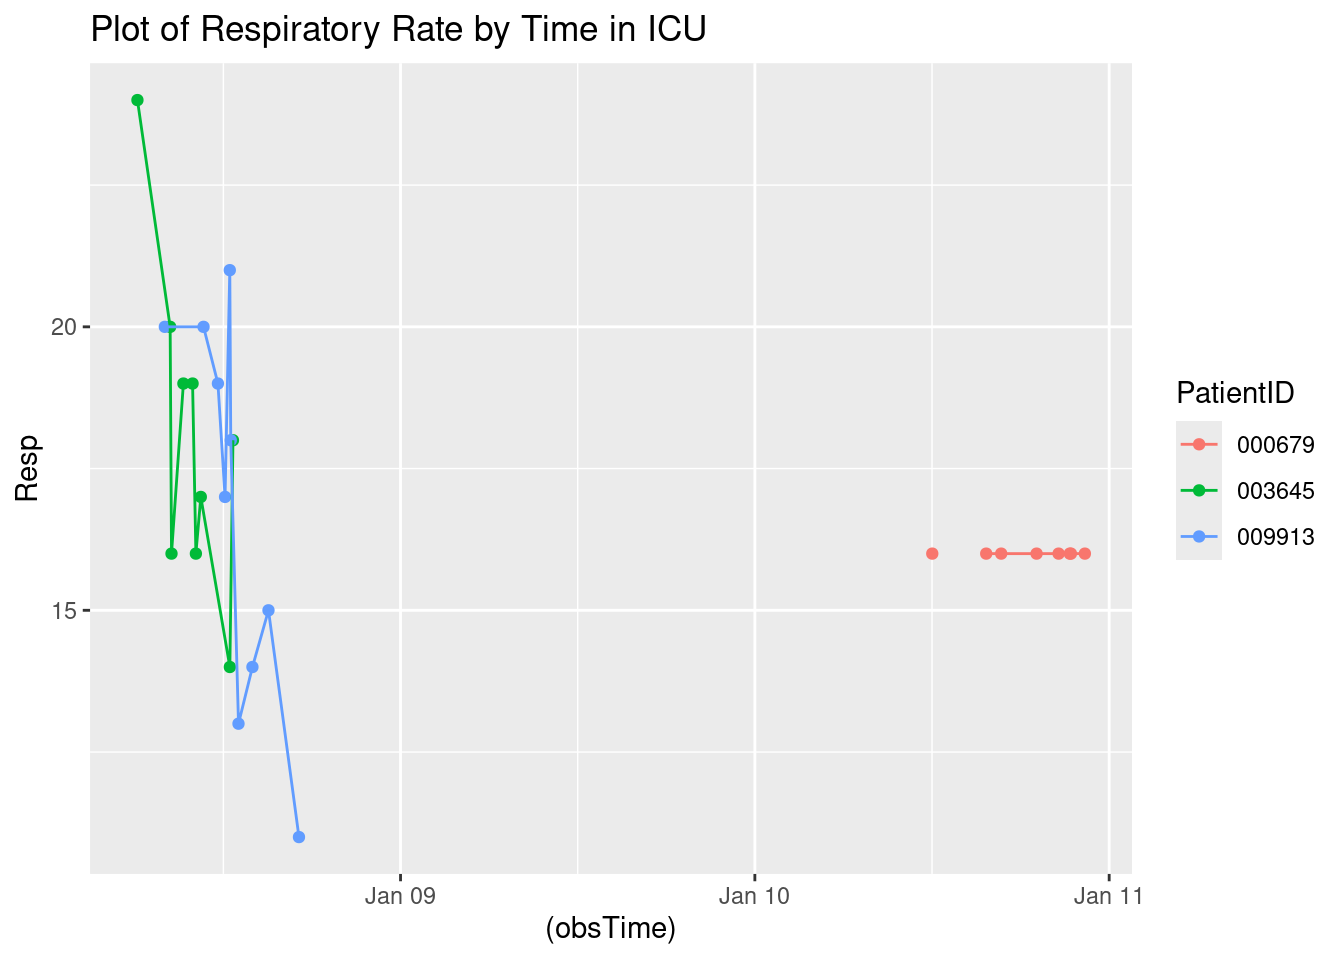 Plot of Respiratory Rate by Time in ICU
Resp
20
15
Jan 09
Jan 10
Jan 11
(obsTime)
PatientID
000679
003645
009913